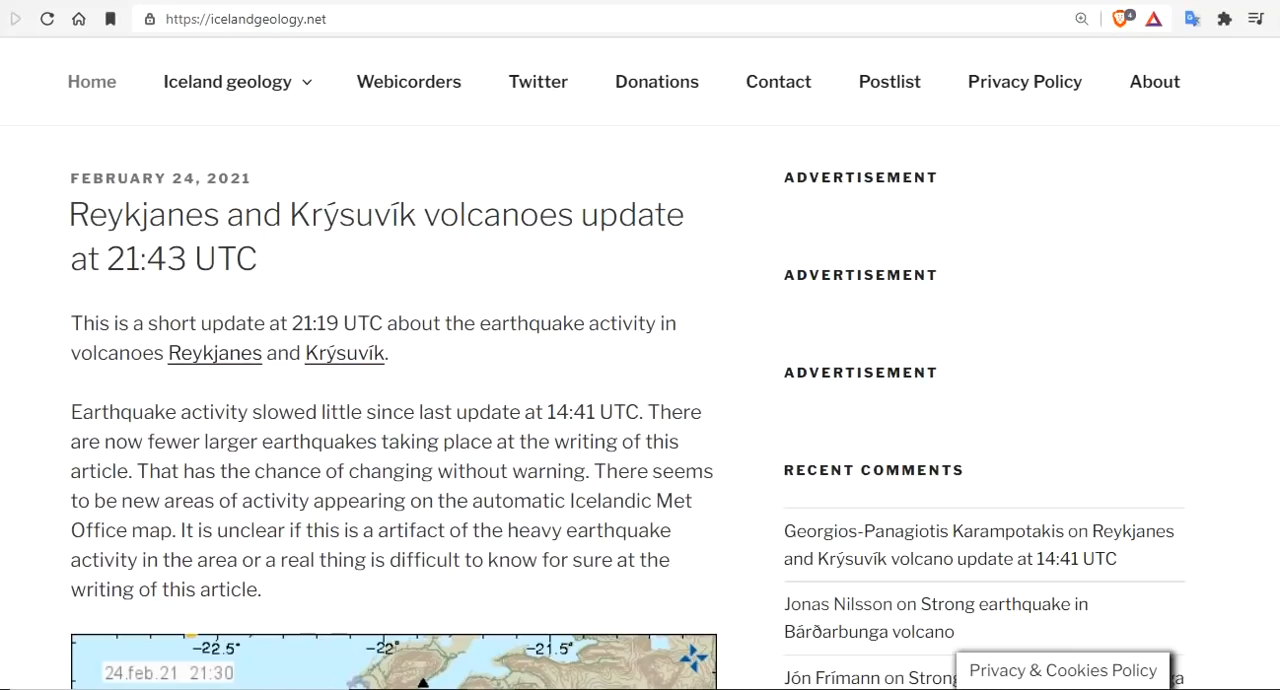 https://icelandgeology.net
4
Home Iceland geology Webicorders Twitter Donations Contact Postlist Privacy Policy About
FEBRUARY 24, 2021
Reykjanes and Krýsuvík volcanoes update
at 21:43 UTC
This is a short update at 21:19 UTC about the earthquake activity in
volcanoes Reykjanes and Krýsuvík.
Earthquake activity slowed little since last update at 14:41 UTC. There
are now fewer larger earthquakes taking place at the writing of this
article. That has the chance of changing without warning. There seems
to be new areas of activity appearing on the automatic Icelandic Met
Office map. It is unclear if this is a artifact of the heavy earthquake
activity in the area or a real thing is difficult to know for sure at the
writing of this article.
-22.5° -22° -21.5°
24.feb.21 21:30
ADVERTISEMENT
ADVERTISEMENT
ADVERTISEMENT
RECENT COMMENTS
Georgios-Panagiotis Karampotakis on Reykjanes
and Krýsuvík volcano update at 14:41 UTC
Jonas Nilsson on Strong earthquake in
Bárðarbunga volcano
Jón Frímann on Strong
Privacy & Cookies Policy